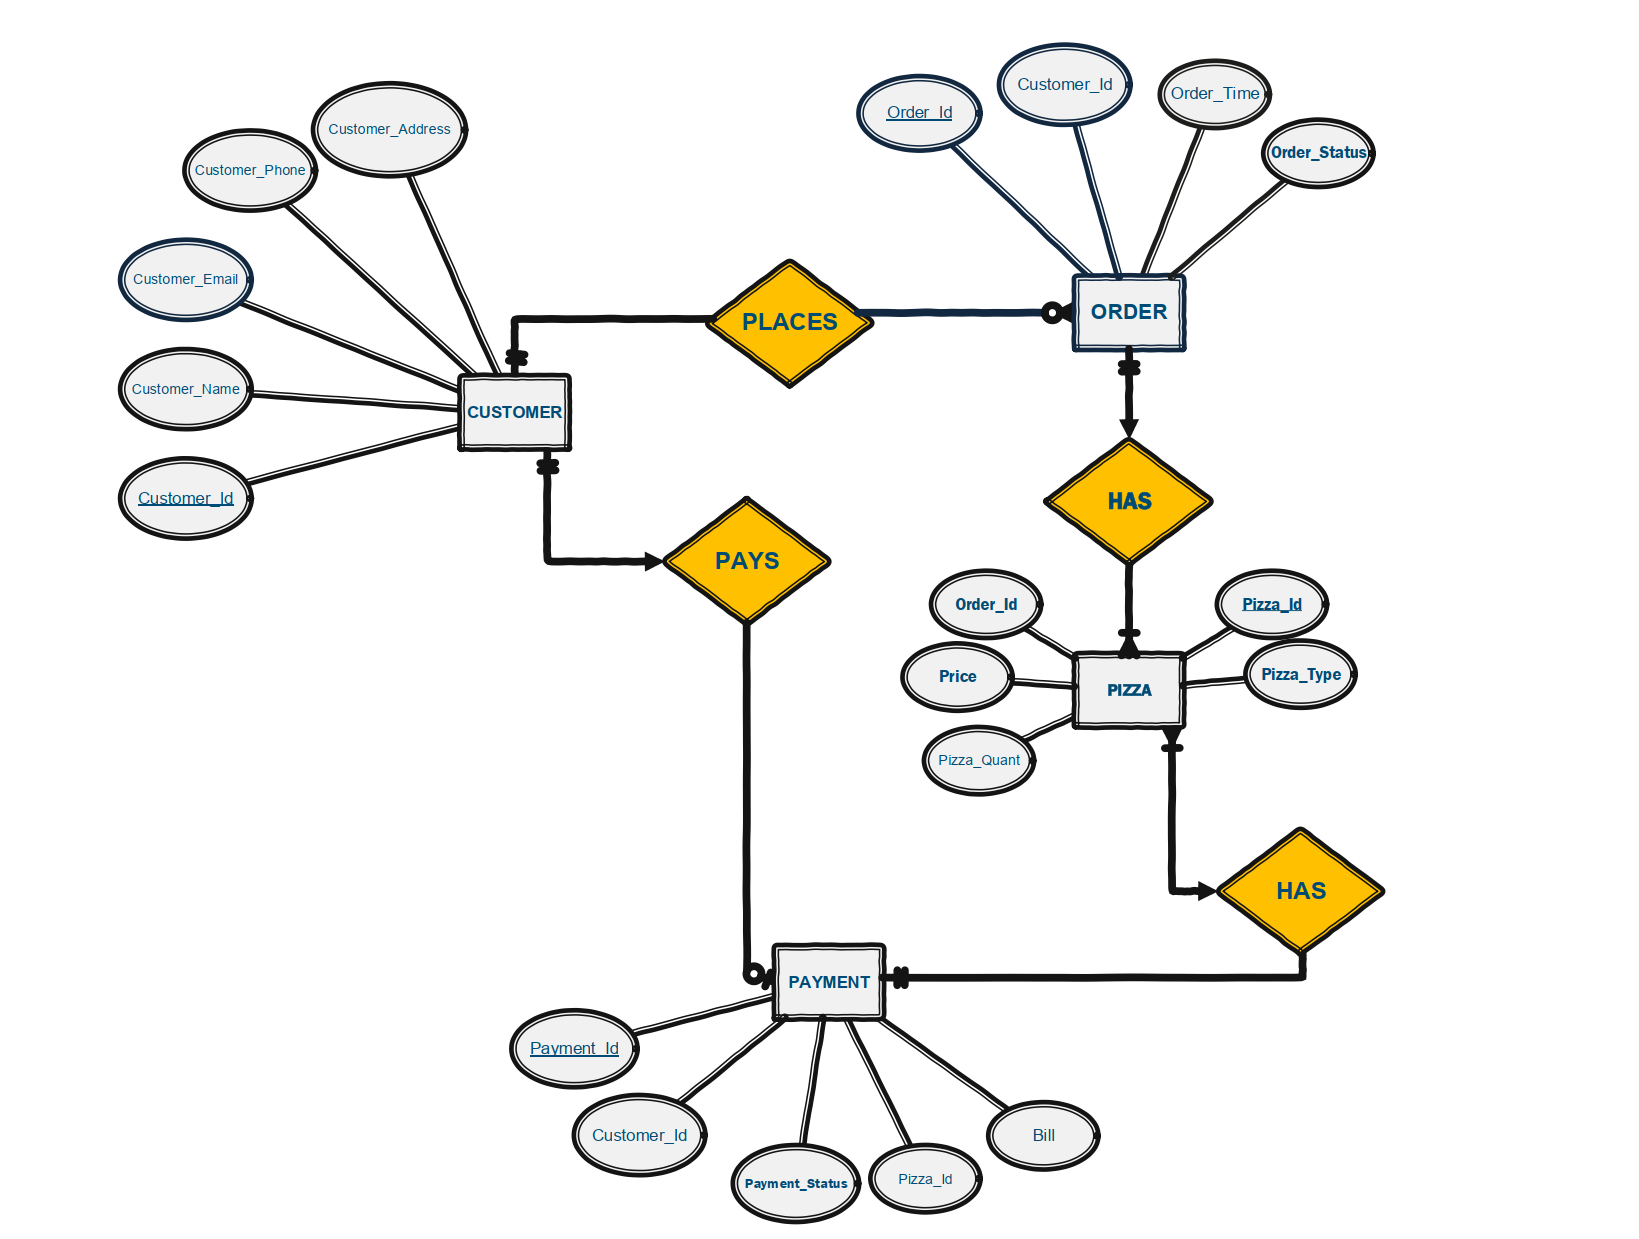 Customer_Id
Order_Id
Order_Time
Customer_Address
Order_Status
Customer_Phone
Customer_Email
ORDER
PLACES
Customer_Name
CUSTOMER
Customer_Id
HAS
PAYS
Order_Id
Pizza_Id
Price
Pizza_Type
PIZZA
Pizza_Quant
HAS
PAYMENT
Payment_Id
Customer_Id
Bill
Payment_Status
Pizza_Id